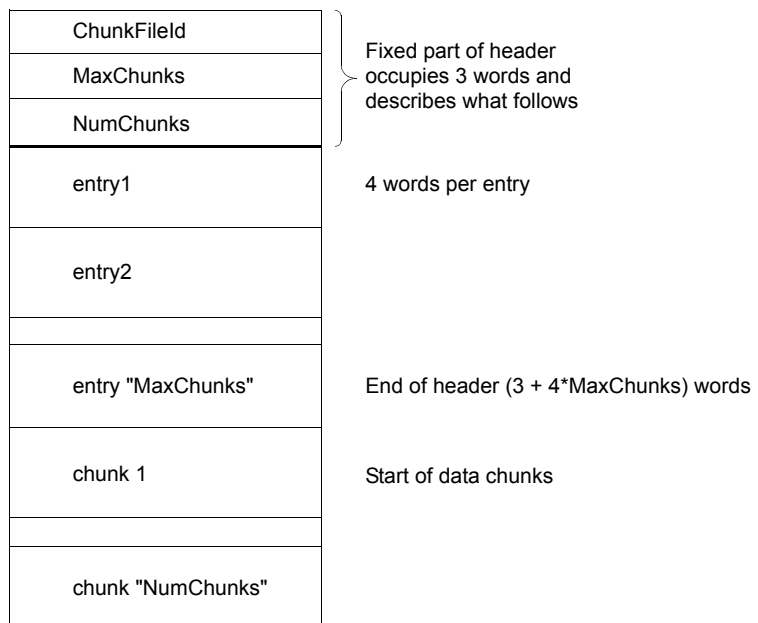 ChunkFileId
MaxChunks
NumChunks
Fixed part of header
occupies 3 words and
describes what follows
entry1
4 words per entry
entry2
entry "MaxChunks"
End of header (3 + 4*MaxChunks) words
chunk 1
Start of data chunks
chunk "NumChunks"